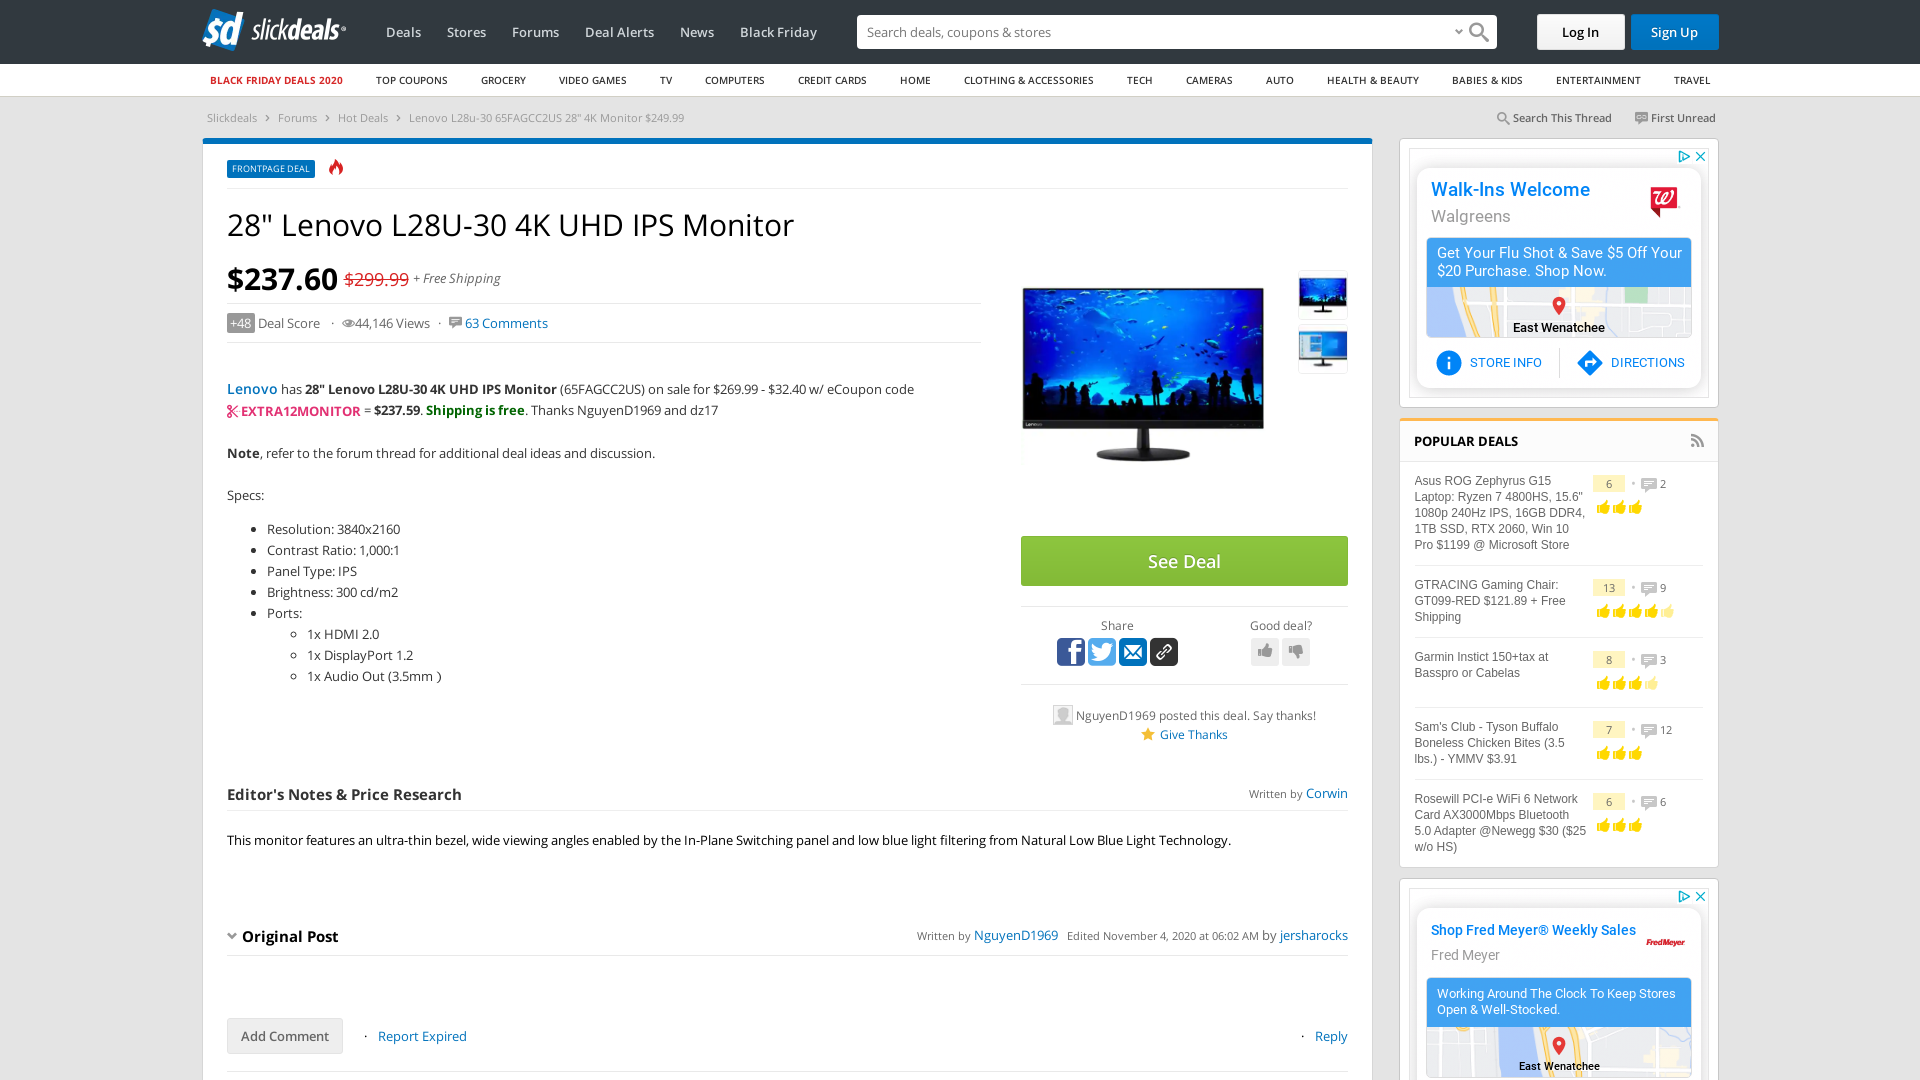 sd slickdeals
Deals Stores Forums Deal Alerts News Black Friday
Search deals, coupons & stores
Log In Sign Up
BLACK FRIDAY DEALS 2020 TOP COUPONS GROCERY VIDEO GAMES TV COMPUTERS CREDIT CARDS HOME CLOTHING & ACCESSORIES TECH CAMERAS AUTO HEALTH & BEAUTY BABIES & KIDS ENTERTAINMENT TRAVEL
Slickdeals › Forums › Hot Deals › Lenovo L28u-30 65FAGCC2US 28" 4K Monitor $249.99
Search This Thread First Unread
FRONTPAGE DEAL
28" Lenovo L28U-30 4K UHD IPS Monitor
$237.60 $299.99 + Free Shipping
+48 Deal Score · 44,146 Views · 63 Comments
Lenovo has 28" Lenovo L28U-30 4K UHD IPS Monitor (65FAGCC2US) on sale for $269.99 - $32.40 w/ eCoupon code
EXTRA12MONITOR = $237.59. Shipping is free. Thanks NguyenD1969 and dz17
Note, refer to the forum thread for additional deal ideas and discussion.
Specs:
• Resolution: 3840x2160
• Contrast Ratio: 1,000:1
• Panel Type: IPS
• Brightness: 300 cd/m2
• Ports:
◦ 1x HDMI 2.0
◦ 1x DisplayPort 1.2
◦ 1x Audio Out (3.5mm )
Lenovo
See Deal
Share Good deal?
NguyenD1969 posted this deal. Say thanks!
Give Thanks
Editor's Notes & Price Research
Written by Corwin
This monitor features an ultra-thin bezel, wide viewing angles enabled by the In-Plane Switching panel and low blue light filtering from Natural Low Blue Light Technology.
Original Post
Written by NguyenD1969 Edited November 4, 2020 at 06:02 AM by jersharocks
Add Comment · Report Expired
· Reply
Walk-Ins Welcome
Walgreens
Get Your Flu Shot & Save $5 Off Your
$20 Purchase. Shop Now.
East Wenatchee
STORE INFO DIRECTIONS
POPULAR DEALS
Asus ROG Zephyrus G15
Laptop: Ryzen 7 4800HS, 15.6"
1080p 240Hz IPS, 16GB DDR4,
1TB SSD, RTX 2060, Win 10
Pro $1199 @ Microsoft Store
6 • 2
GTRACING Gaming Chair:
GT099-RED $121.89 + Free
Shipping
13 • 9
Garmin Instict 150+tax at
Basspro or Cabelas
8 • 3
Sam's Club - Tyson Buffalo
Boneless Chicken Bites (3.5
lbs.) - YMMV $3.91
7 • 12
Rosewill PCI-e WiFi 6 Network
Card AX3000Mbps Bluetooth
5.0 Adapter @Newegg $30 ($25
w/o HS)
6 • 6
Shop Fred Meyer® Weekly Sales
Fred Meyer
Fred Meyer
Working Around The Clock To Keep Stores
Open & Well-Stocked.
East Wenatchee